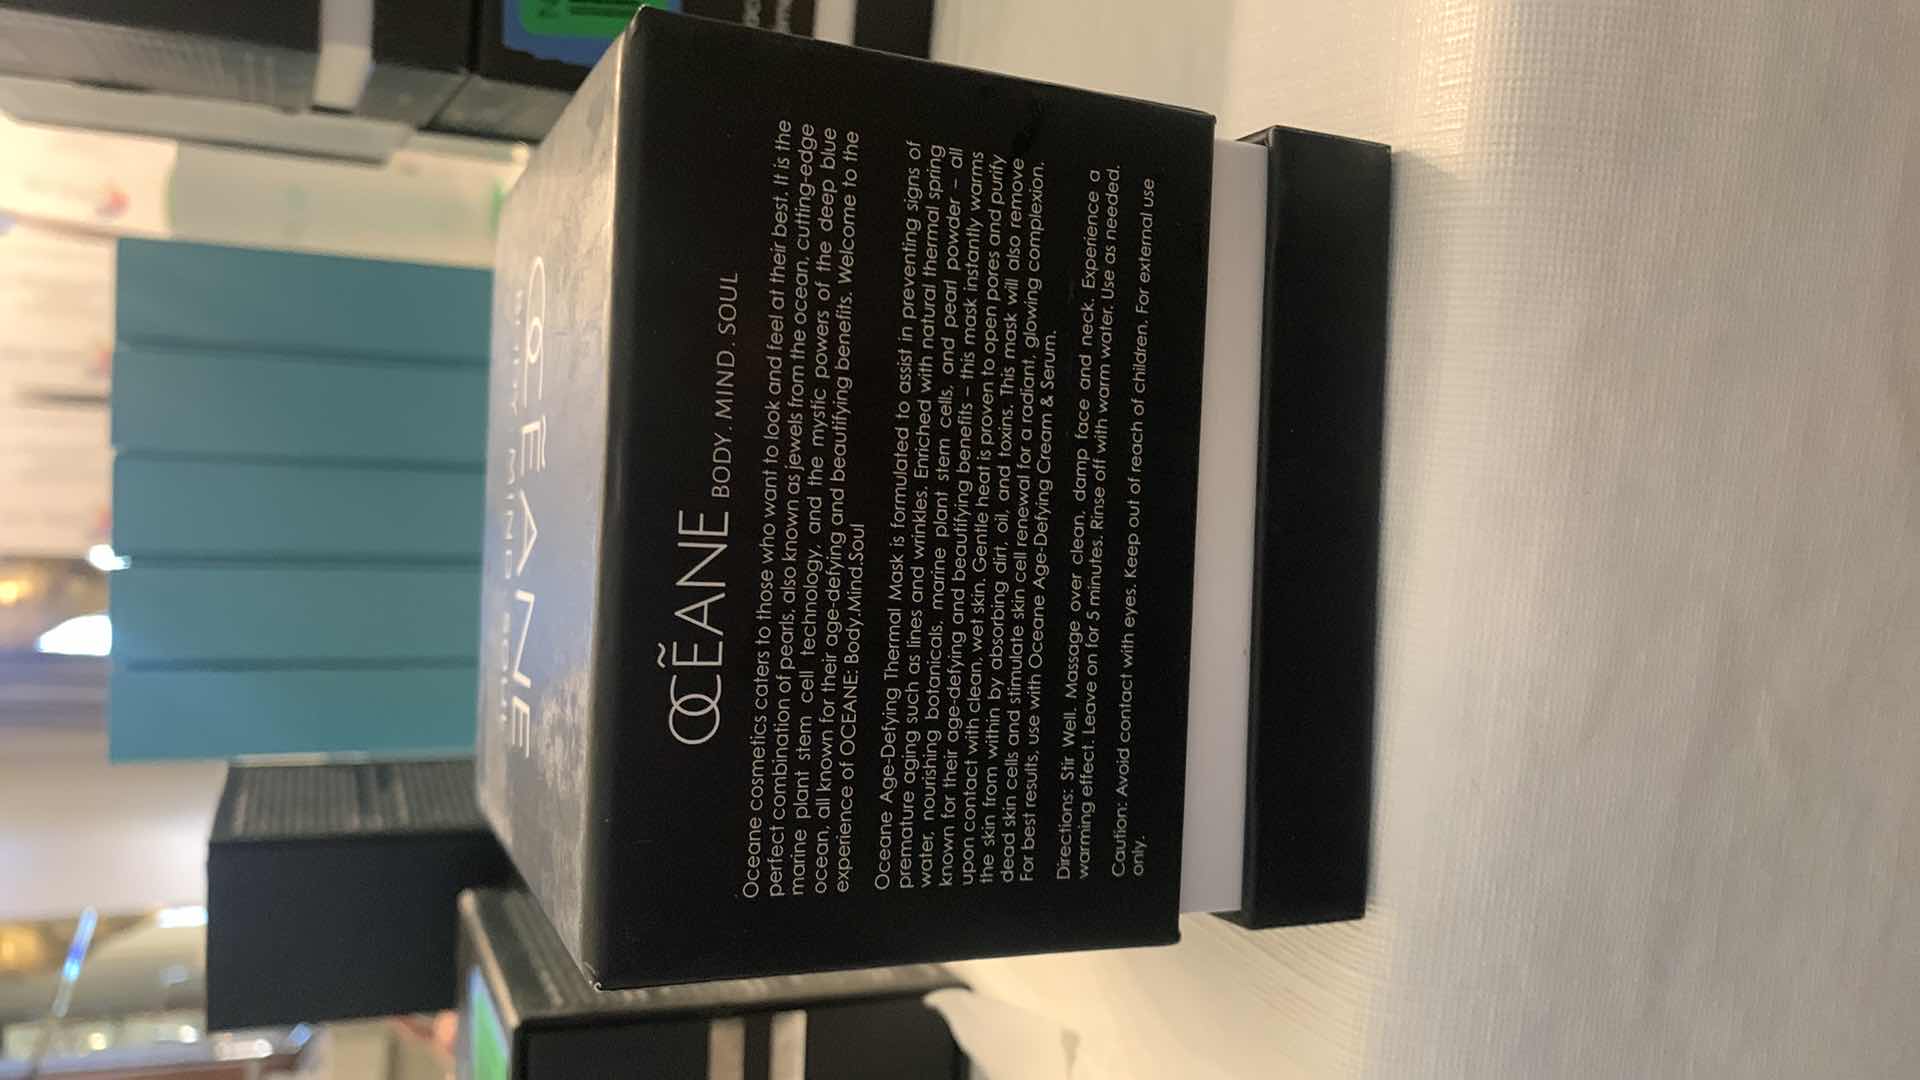 OCĒANE
BODY MIND SOUL
OCẼANE BODY. MIND. SOUL
Oceane cosmetics caters to those who want to look and feel at their best. It is the
perfect combination of pearls, also known as jewels from the ocean, cutting-edge
marine plant stem cell technology, and the mystic powers of the deep blue
ocean, all known for their age-defying and beautifying benefits. Welcome to the
experience of OCEANE: Body.Mind.Soul
Oceane Age-Defying Thermal Mask is formulated to assist in preventing signs of
premature aging such as lines and wrinkles. Enriched with natural thermal spring
water, nourishing botanicals, marine plant stem cells, and pearl powder – all
known for their age-defying and beautifying benefits – this mask instantly warms
upon contact with clean, wet skin. Gentle heat is proven to open pores and purify
the skin from within by absorbing dirt, oil, and toxins. This mask will also remove
dead skin cells and stimulate skin cell renewal for a radiant, glowing complexion.
For best results, use with Oceane Age-Defying Cream & Serum.
Directions: Stir Well. Massage over clean, damp face and neck. Experience a
warming effect. Leave on for 5 minutes. Rinse off with warm water. Use as needed.
Caution: Avoid contact with eyes. Keep out of reach of children. For external use
only.